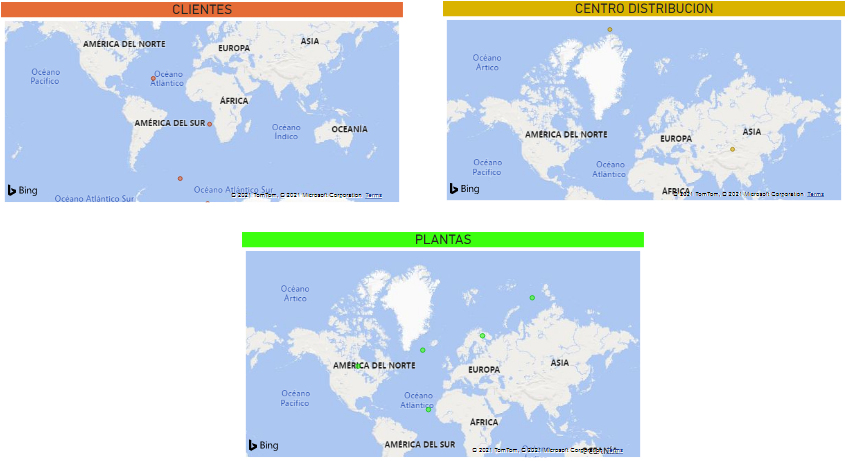 CLIENTES
AMÉRICA DEL NORTE
EUROPA
ASIA
Océano
Pacífico
Océano
Atlántico
ÁFRICA
AMÉRICA DEL SUR
Océano
Índico
OCEANÍA
Bing
Océano Atlántico Sur
Océano Atlántico Sur
© 2021 TomTom, © 2021 Microsoft Corporation Terms
CENTRO DISTRIBUCION
Océano
Ártico
AMÉRICA DEL NORTE
EUROPA
ASIA
Océano
Pacífico
Océano
Atlántico
ÁFRICA
Bing
© 2021 TomTom, © 2021 Microsoft Corporation Terms
PLANTAS
Océano
Ártico
AMÉRICA DEL NORTE
EUROPA
ASIA
Océano
Pacífico
Océano
Atlántico
ÁFRICA
AMÉRICA DEL SUR
Bing
© 2021 TomTom, © 2021 Microsoft Corporation Terms